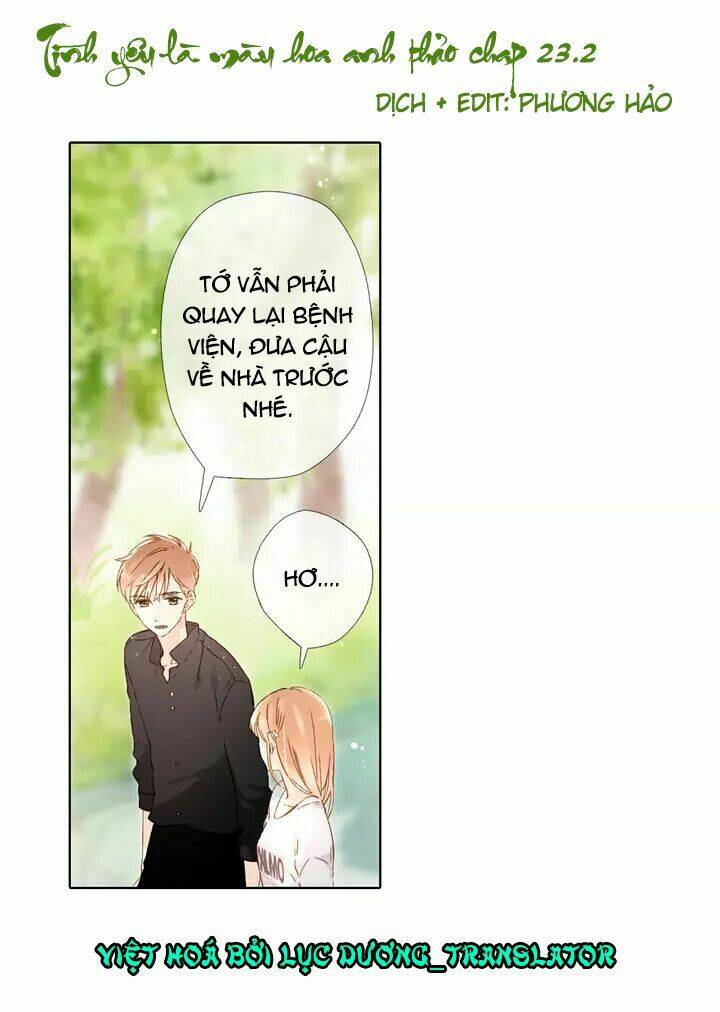 Tình yêu là màu hoa anh thảo chap 23.2
DỊCH + EDIT: PHƯƠNG HẢO
TỚ VẪN PHẢI
QUAY LẠI BỆNH
VIỆN, ĐƯA CẬU
VỀ NHÀ TRƯỚC
NHÉ.
HƠ....
VIỆT HOÁ BỞI LỤC DƯƠNG_TRANSLATOR